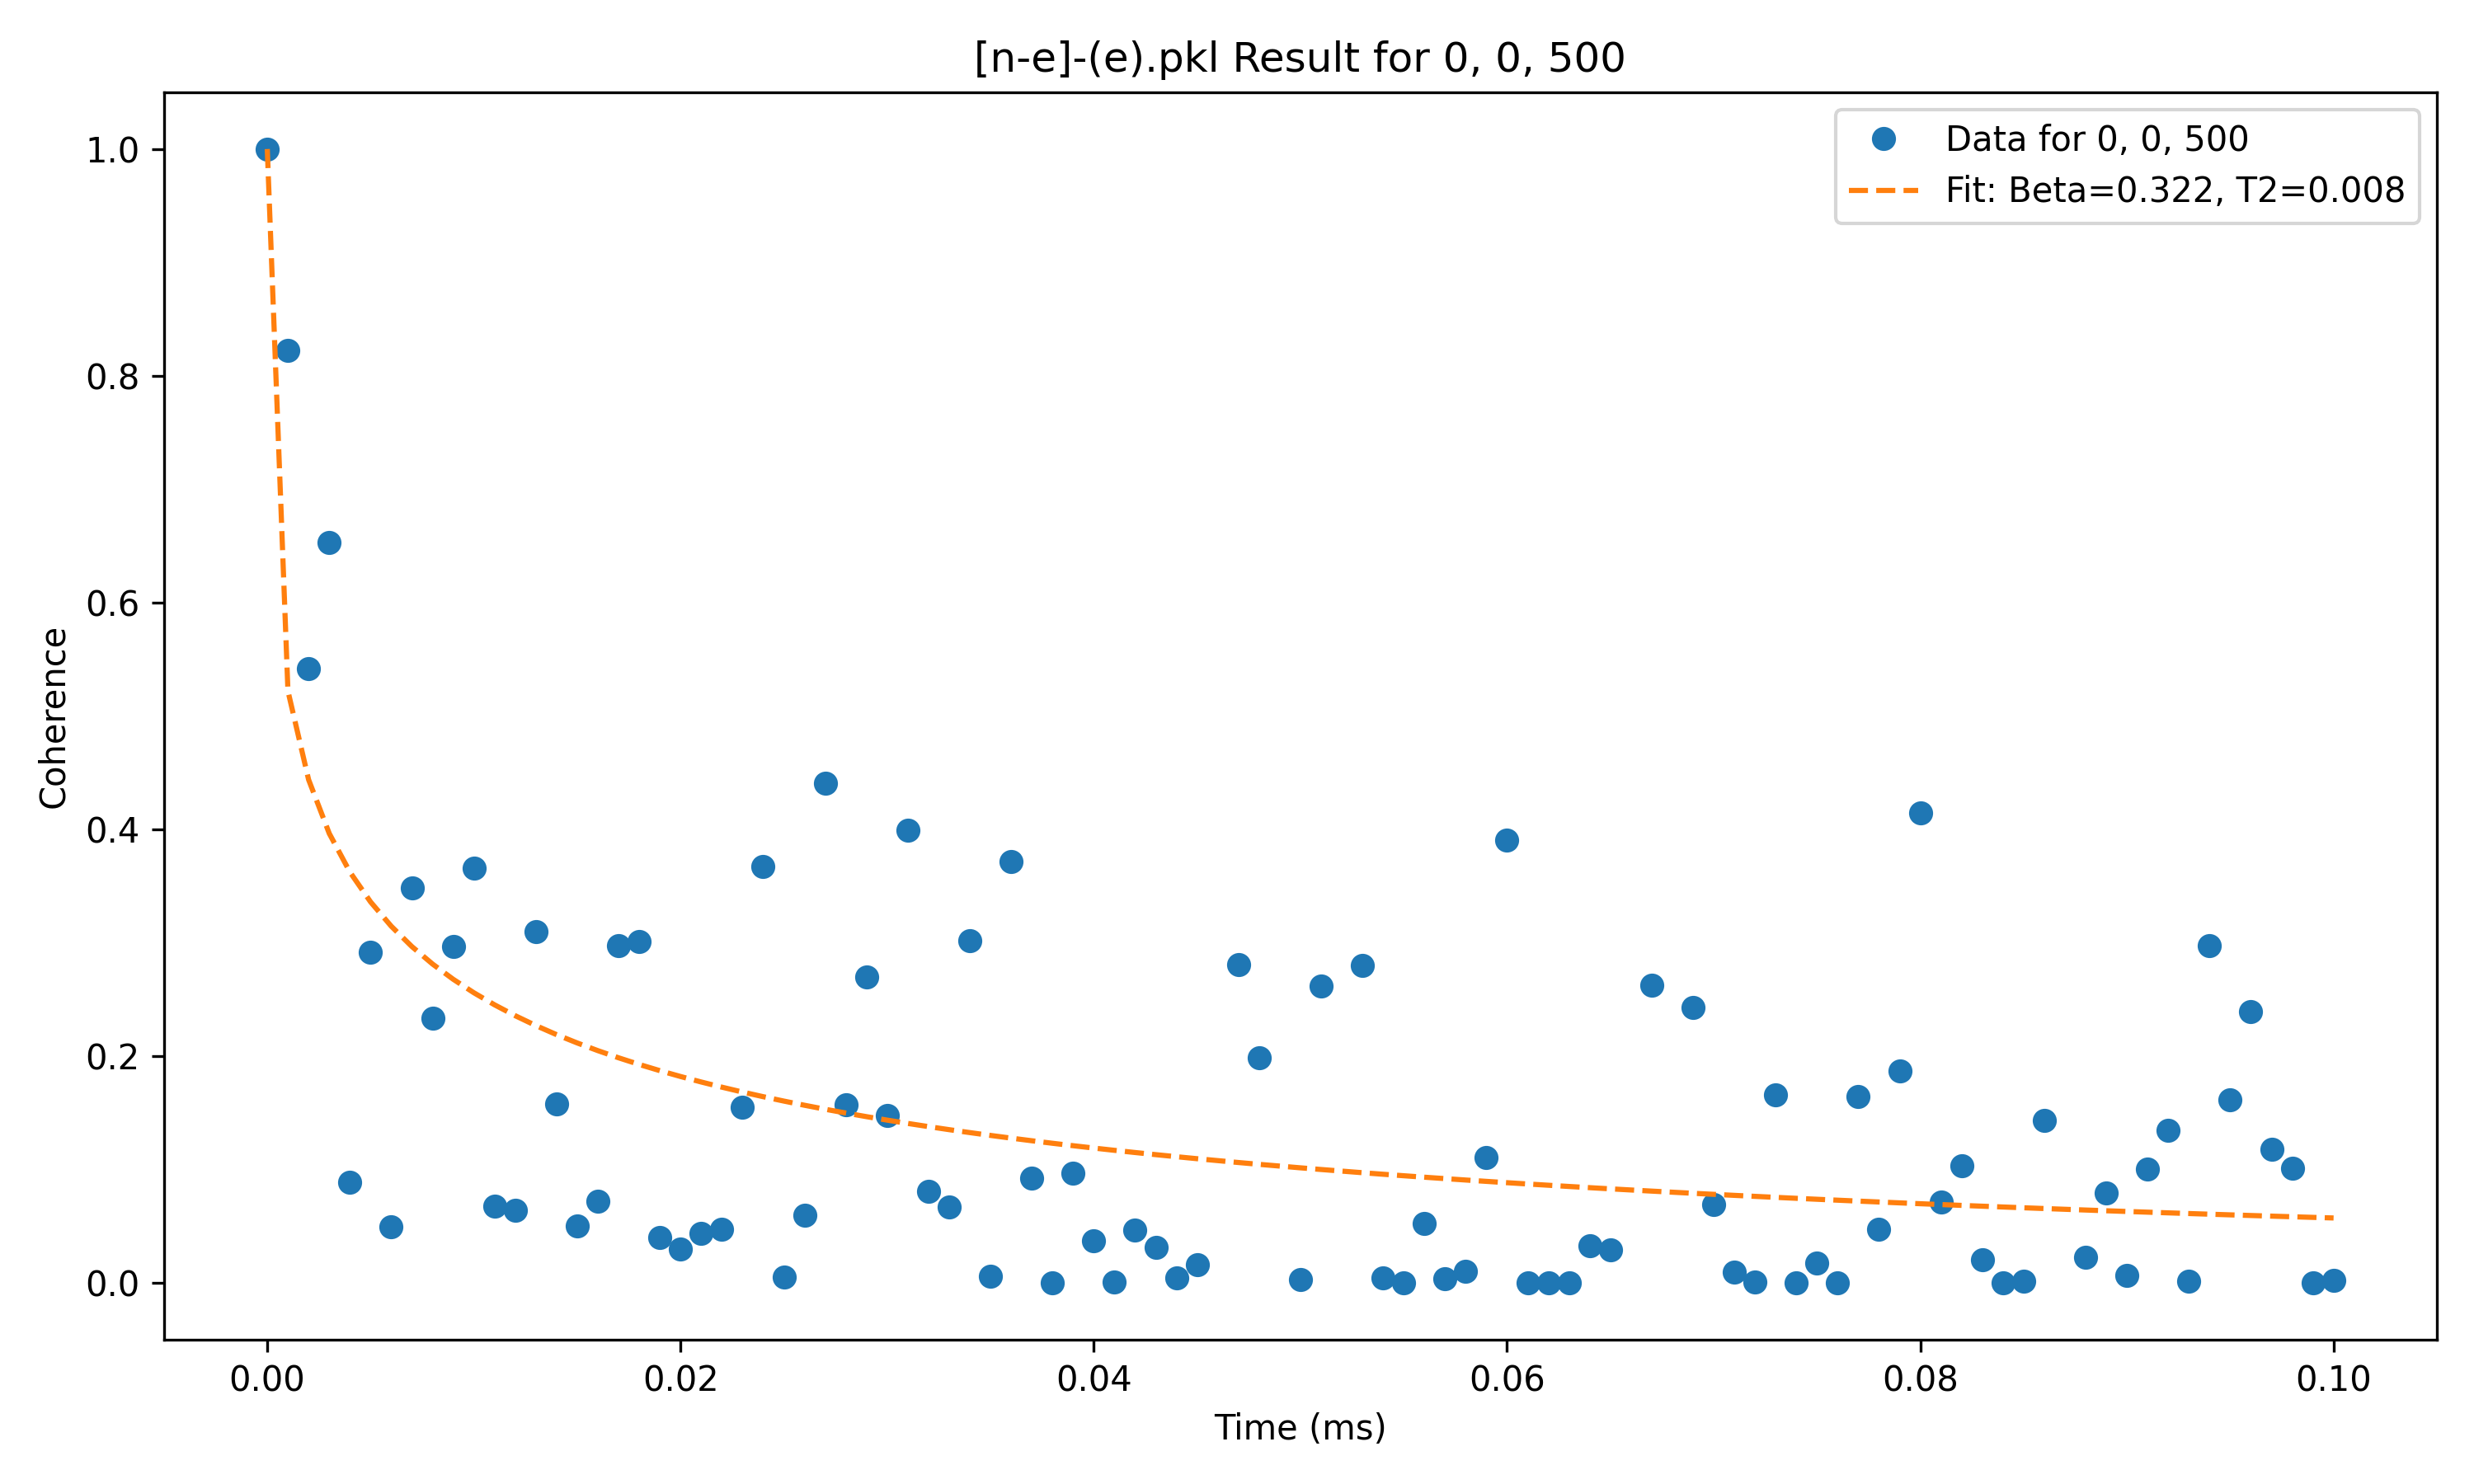 [n-e]-(e).pkl Result for 0, 0, 500
Data for 0, 0, 500
Fit: Beta=0.322, T2=0.008
Coherence
1.0
0.8
0.6
0.4
0.2
0.0
0.00
0.02
0.04
0.06
0.08
0.10
Time (ms)